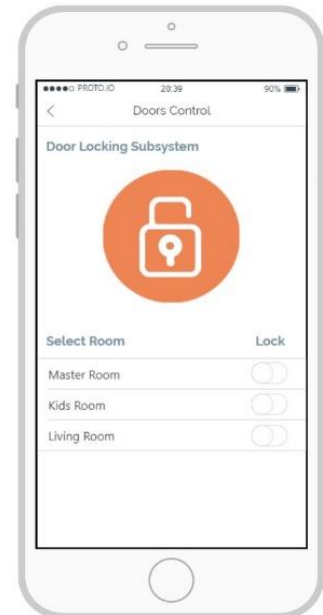 PROTO.IO 20:39 90%
Doors Control
Door Locking Subsystem
Select Room Lock
Master Room
Kids Room
Living Room